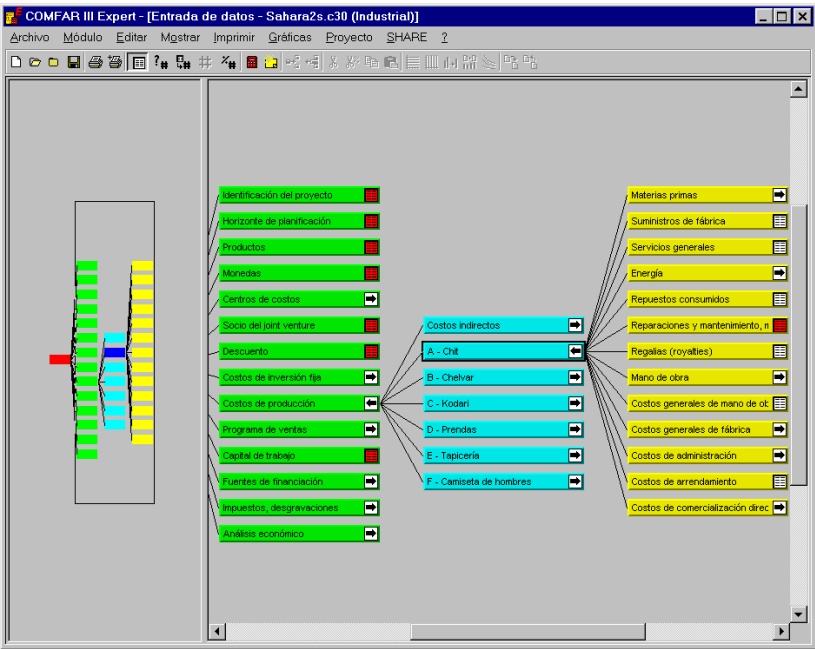 COMFAR III Expert - [Entrada de datos - Sahara2s.c30 (Industrial)]
Archivo Módulo Editar Mostrar Imprimir Gráficas Proyecto SHARE ?
Identificación del proyecto
Horizonte de planificación
Productos
Monedas
Centros de costos
Socio del joint venture
Descuento
Costos de inversión fija
Costos de producción
Programa de ventas
Capital de trabajo
Fuentes de financiación
Impuestos, desgravaciones
Análisis económico
Costos indirectos
A - Chit
B - Chelvar
C - Kodari
D - Prendas
E - Tapicería
F - Camiseta de hombres
Materias primas
Suministros de fábrica
Servicios generales
Energía
Repuestos consumidos
Reparaciones y mantenimiento, n
Regalias (royalties)
Mano de obra
Costos generales de mano de ob
Costos generales de fábrica
Costos de administración
Costos de arrendamiento
Costos de comercialización direc